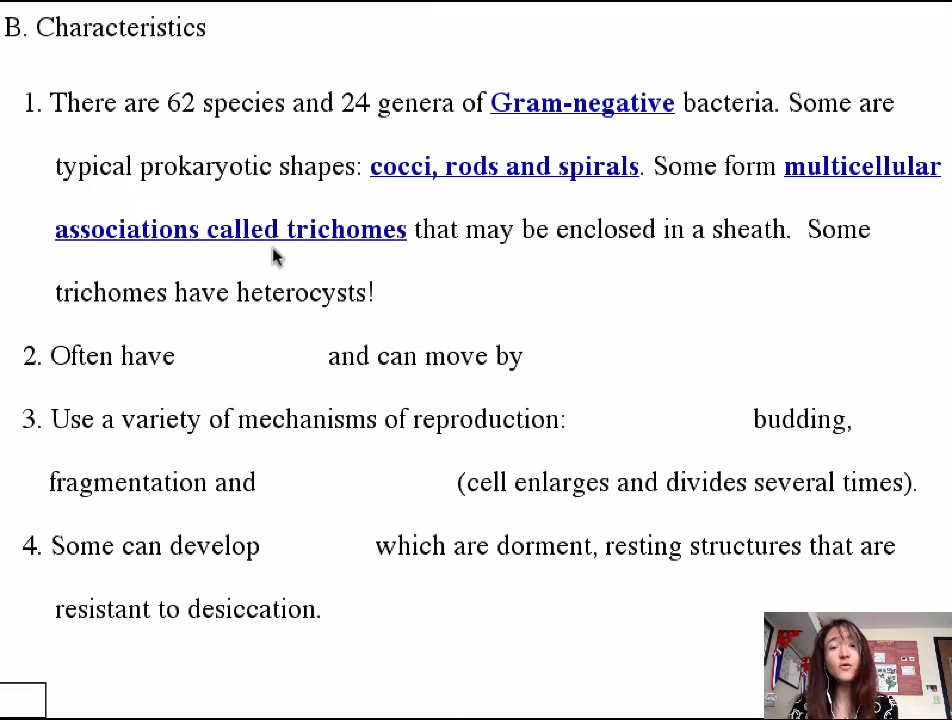 B. Characteristics
1. There are 62 species and 24 genera of Gram-negative bacteria. Some are
typical prokaryotic shapes: cocci, rods and spirals. Some form multicellular
associations called trichomes that may be enclosed in a sheath. Some
trichomes have heterocysts!
2. Often have and can move by
3. Use a variety of mechanisms of reproduction: budding,
fragmentation and (cell enlarges and divides several times).
4. Some can develop which are dorment, resting structures that are
resistant to desiccation.